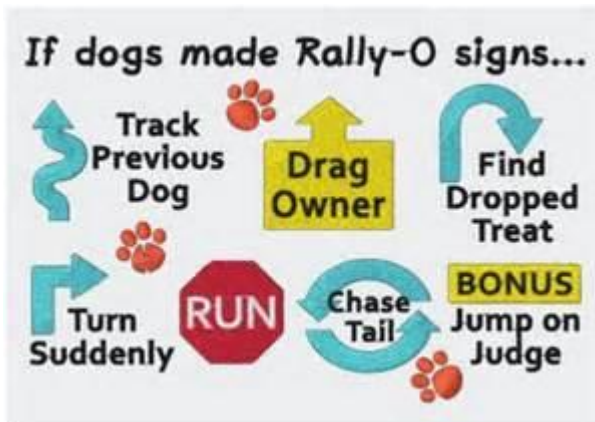 If dogs made Rally-O signs...
Track
Previous
Dog
Drag
Owner
Find
Dropped
Treat
Turn
Suddenly
RUN
Chase
Tail
BONUS
Jump on
Judge